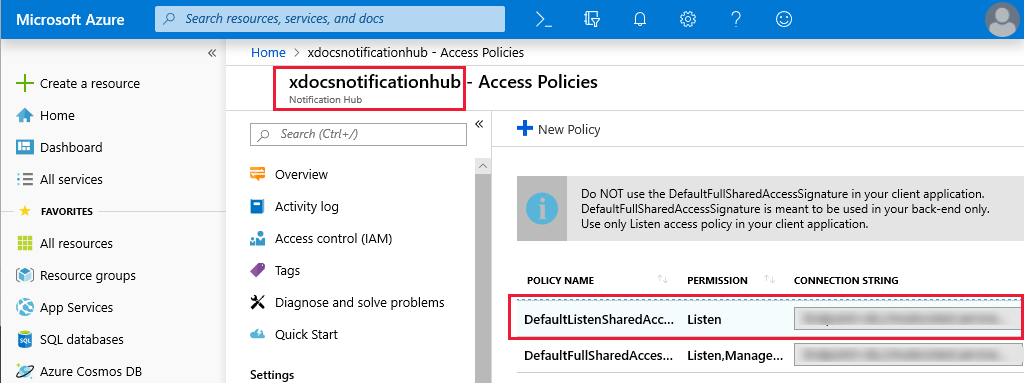 Microsoft Azure
Search resources, services, and docs
Home > xdocsnotificationhub - Access Policies
xdocsnotificationhub - Access Policies
Notification Hub
Create a resource
Home
Dashboard
All services
FAVORITES
All resources
Resource groups
App Services
SQL databases
Azure Cosmos DB
Search (Ctrl+/)
Overview
Activity log
Access control (IAM)
Tags
Diagnose and solve problems
Quick Start
Settings
New Policy
Do NOT use the DefaultFullSharedAccessSignature in your client application.
DefaultFullSharedAccessSignature is meant to be used in your back-end only.
Use only Listen access policy in your client application.
POLICY NAME PERMISSION CONNECTION STRING
DefaultListenSharedAcc... Listen
DefaultFullSharedAcces... Listen,Manage...